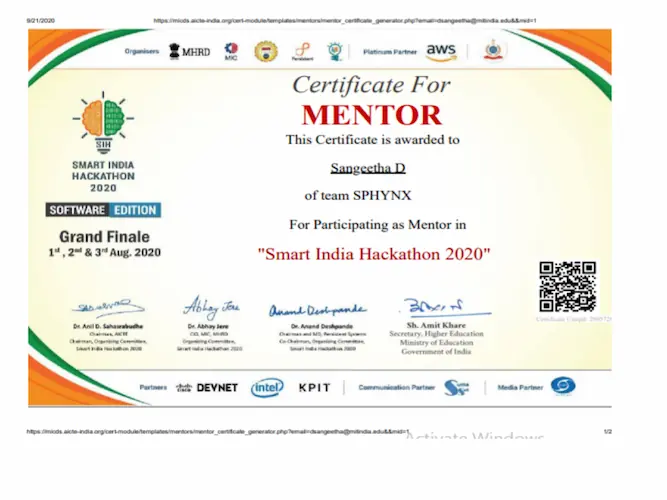 9/21/2020 https://micds.aicte-india.org/cert-module/templates/mentors/mentor_certificate_generator.php?email=dsangeetha@mitindia.edu&&mid=1
Organisers MHRD MIC Persistent Platinum Partner aws
Certificate For
MENTOR
This Certificate is awarded to
Sangeetha D
of team SPHYNX
For Participating as Mentor in
"Smart India Hackathon 2020"
SIH
SMART INDIA
HACKATHON
2020
SOFTWARE EDITION
Grand Finale
1st, 2nd & 3rd Aug. 2020
Dr. Anil D. Sahasrabudhe
Chairman, AICTE
Chairman, Organizing Committee,
Smart India Hackathon 2020
Abhay Jere
Dr. Abhay Jere
CIO, MIC, MHRD
Organizing Committee,
Smart India Hackathon 2020
Anand Deshpande
Dr. Anand Deshpande
Chairman and MD, Persistent Systems
Co Chairman, Organizing Committee,
Smart India Hackathon 2020
Sh. Amit Khare
Secretary, Higher Education
Ministry of Education
Government of India
Partners cisco DEVNET intel KPIT Communication Partner Media Partner
https://micds.aicte-india.org/cert-module/templates/mentors/mentor_certificate_generator.php?email=dsangeetha@mitindia.edu&&mid=1 1/2
Activate Windows